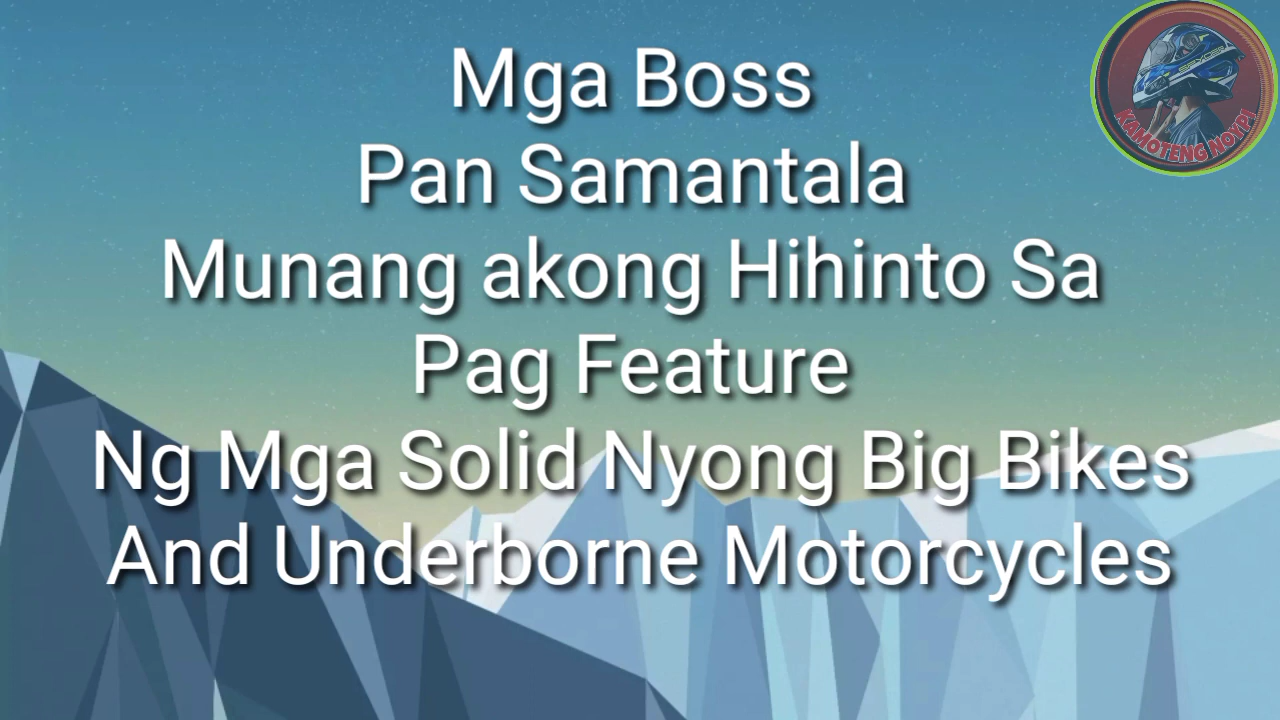 Mga Boss
Pan Samantala
Munang akong Hihinto Sa
Pag Feature
Ng Mga Solid Nyong Big Bikes
And Underborne Motorcycles
SPYDER
KAMOTENG NOYPI